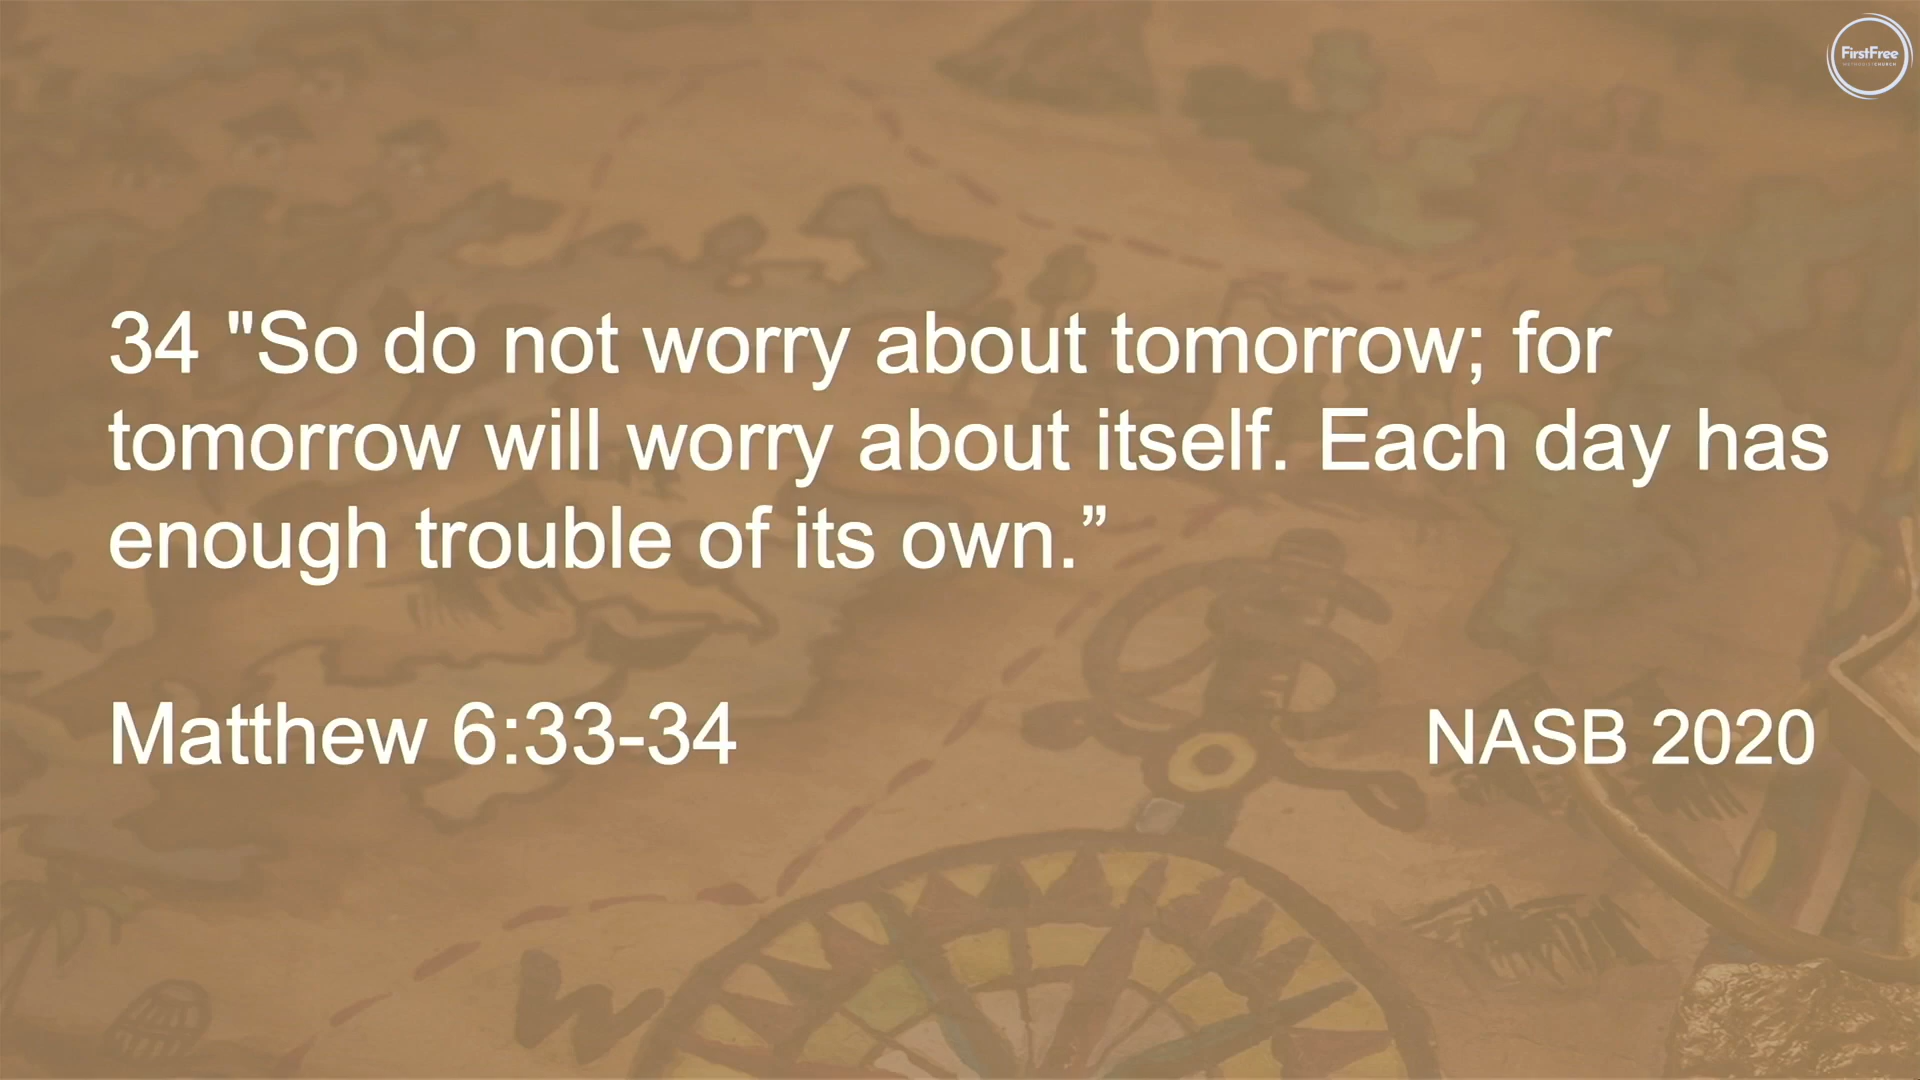 FirstFree
METHODISTCHURCH
34 "So do not worry about tomorrow; for
tomorrow will worry about itself. Each day has
enough trouble of its own.”
Matthew 6:33-34
NASB 2020